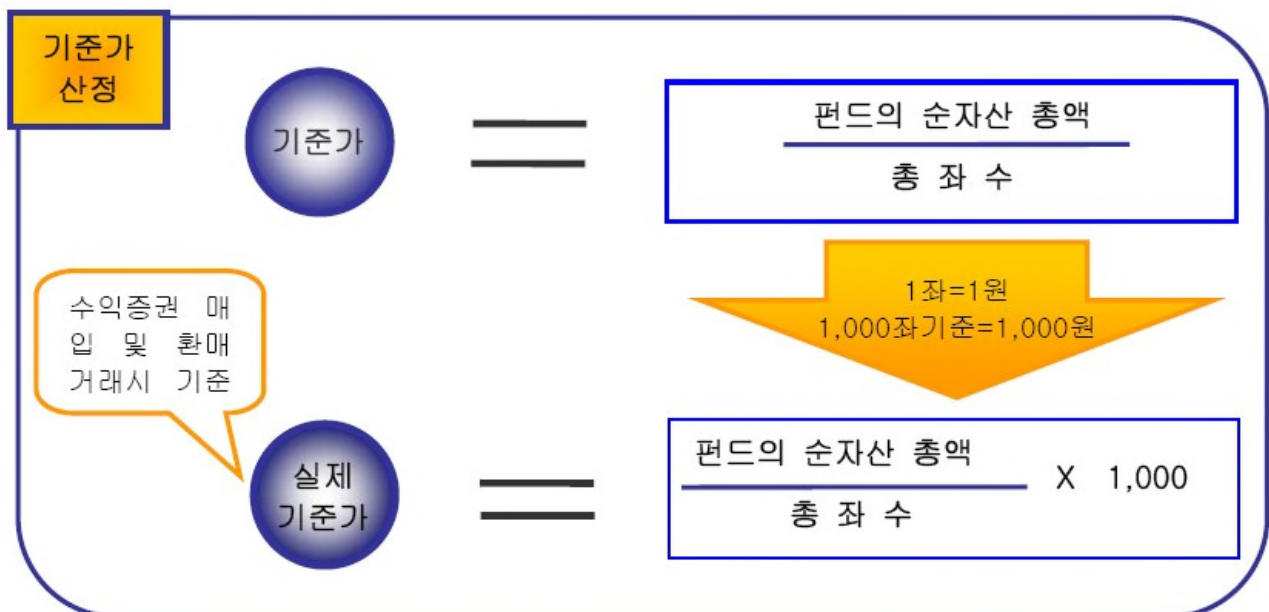 기준가
산정
기준가
펀드의 순자산 총액
총 좌 수
1좌=1원
1,000좌기준=1,000원
수익증권 매
입 및 환매
거래시 기준
실제
기준가
펀드의 순자산 총액
총 좌 수
X 1,000